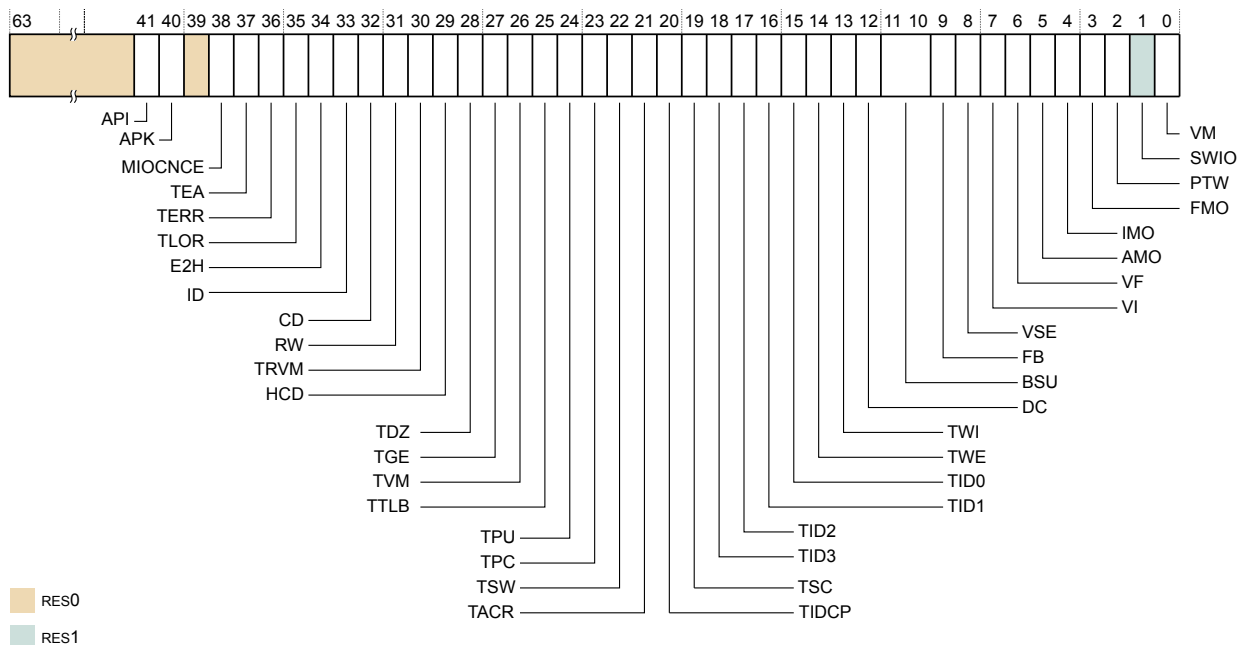 63 41 40 39 38 37 36 35 34 33 32 31 30 29 28 27 26 25 24 23 22 21 20 19 18 17 16 15 14 13 12 11 10 9 8 7 6 5 4 3 2 1 0
API
APK
VM
MIOCNCE
SWIO
TEA
PTW
TERR
FMO
TLOR
IMO
E2H
AMO
ID
VF
VI
CD
VSE
RW
FB
TRVM
BSU
HCD
DC
TDZ
TWI
TGE
TWE
TVM
TID0
TTLB
TID1
TPU
TID2
TPC
TID3
TSW
TSC
TACR
TIDCP
RES0
RES1